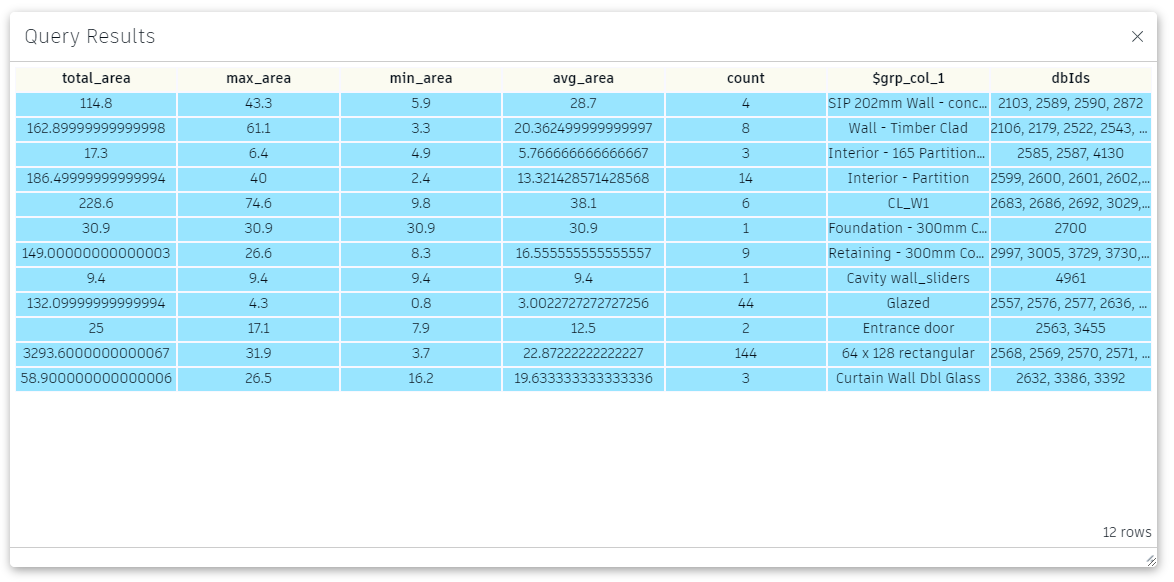 Query Results
total_area max_area min_area avg_area count $grp_col_1 dbIds
114.8 43.3 5.9 28.7 4 SIP 202mm Wall - conc... 2103, 2589, 2590, 2872
162.89999999999998 61.1 3.3 20.362499999999997 8 Wall - Timber Clad 2106, 2179, 2522, 2543, ...
17.3 6.4 4.9 5.766666666666667 3 Interior - 165 Partition... 2585, 2587, 4130
186.49999999999994 40 2.4 13.321428571428568 14 Interior - Partition 2599, 2600, 2601, 2602,...
228.6 74.6 9.8 38.1 6 CL_W1 2683, 2686, 2692, 3029,...
30.9 30.9 30.9 30.9 1 Foundation - 300mm C... 2700
149.00000000000003 26.6 8.3 16.555555555555557 9 Retaining - 300mm Co... 2997, 3005, 3729, 3730,...
9.4 9.4 9.4 9.4 1 Cavity wall_sliders 4961
132.09999999999994 4.3 0.8 3.0022727272727256 44 Glazed 2557, 2576, 2577, 2636, ...
25 17.1 7.9 12.5 2 Entrance door 2563, 3455
3293.6000000000067 31.9 3.7 22.87222222222227 144 64 x 128 rectangular 2568, 2569, 2570, 2571, ...
58.900000000000006 26.5 16.2 19.633333333333336 3 Curtain Wall Dbl Glass 2632, 3386, 3392
12 rows